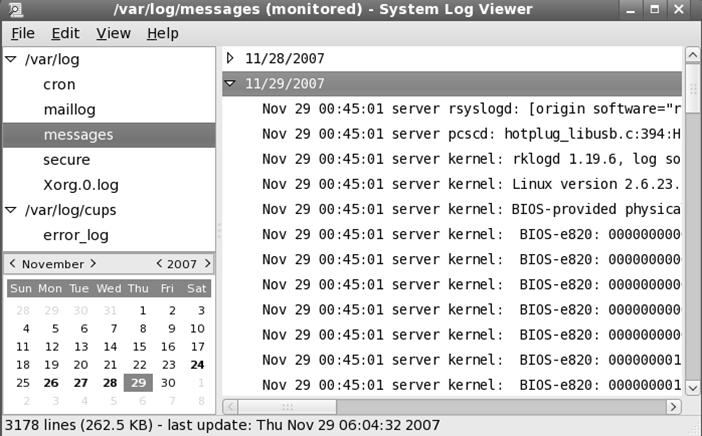 /var/log/messages (monitored) - System Log Viewer
File Edit View Help
/var/log
cron
maillog
messages
secure
Xorg.0.log
/var/log/cups
error_log
November 2007
Sun Mon Tue Wed Thu Fri Sat
28 29 30 31 1 2 3
4 5 6 7 8 9 10
11 12 13 14 15 16 17
18 19 20 21 22 23 24
25 26 27 28 29 30 1
2 3 4 5 6 7 8
11/28/2007
11/29/2007
Nov 29 00:45:01 server rsyslogd: [origin software="r
Nov 29 00:45:01 server pcscd: hotplug_libusb.c:394:H
Nov 29 00:45:01 server kernel: rklogd 1.19.6, log so
Nov 29 00:45:01 server kernel: Linux version 2.6.23.
Nov 29 00:45:01 server kernel: BIOS-provided physica
Nov 29 00:45:01 server kernel: BIOS-e820: 000000000
Nov 29 00:45:01 server kernel: BIOS-e820: 000000000
Nov 29 00:45:01 server kernel: BIOS-e820: 000000000
Nov 29 00:45:01 server kernel: BIOS-e820: 000000000
Nov 29 00:45:01 server kernel: BIOS-e820: 000000000
Nov 29 00:45:01 server kernel: BIOS-e820: 000000001
Nov 29 00:45:01 server kernel: BIOS-e820: 000000001
3178 lines (262.5 KB) - last update: Thu Nov 29 06:04:32 2007